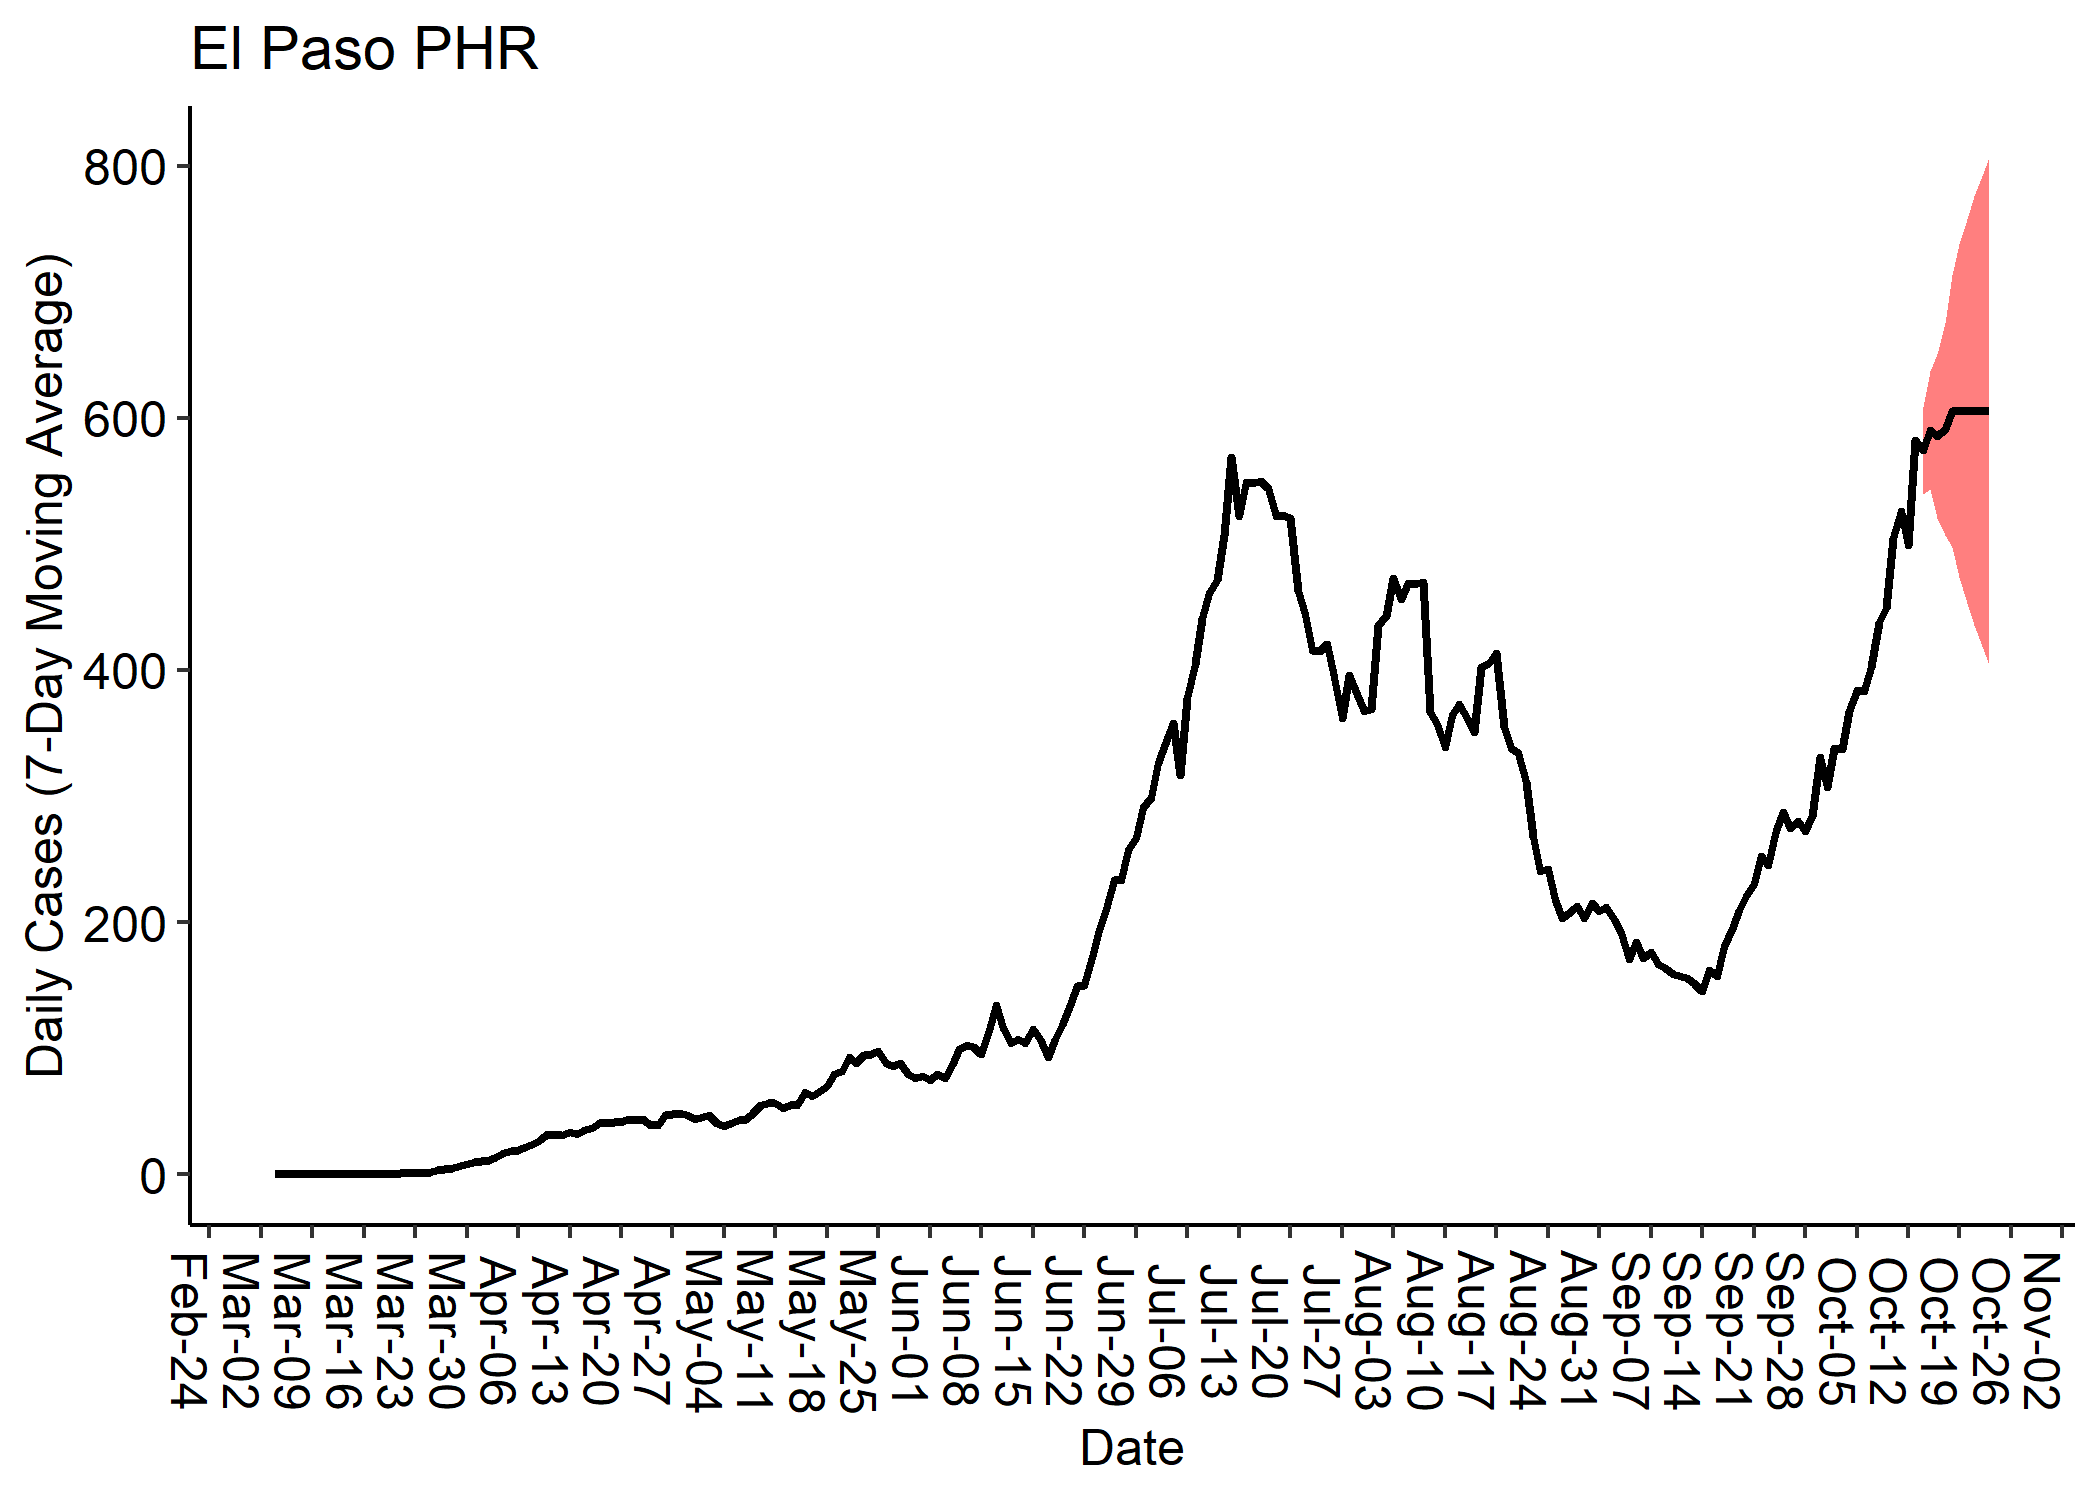 El Paso PHR
Daily Cases (7-Day Moving Average)
800
600
400
200
0
Feb-24
Mar-02
Mar-09
Mar-16
Mar-23
Mar-30
Apr-06
Apr-13
Apr-20
Apr-27
May-04
May-11
May-18
May-25
Jun-01
Jun-08
Jun-15
Jun-22
Jun-29
Jul-06
Jul-13
Jul-20
Jul-27
Aug-03
Aug-10
Aug-17
Aug-24
Aug-31
Sep-07
Sep-14
Sep-21
Sep-28
Oct-05
Oct-12
Oct-19
Oct-26
Nov-02
Date